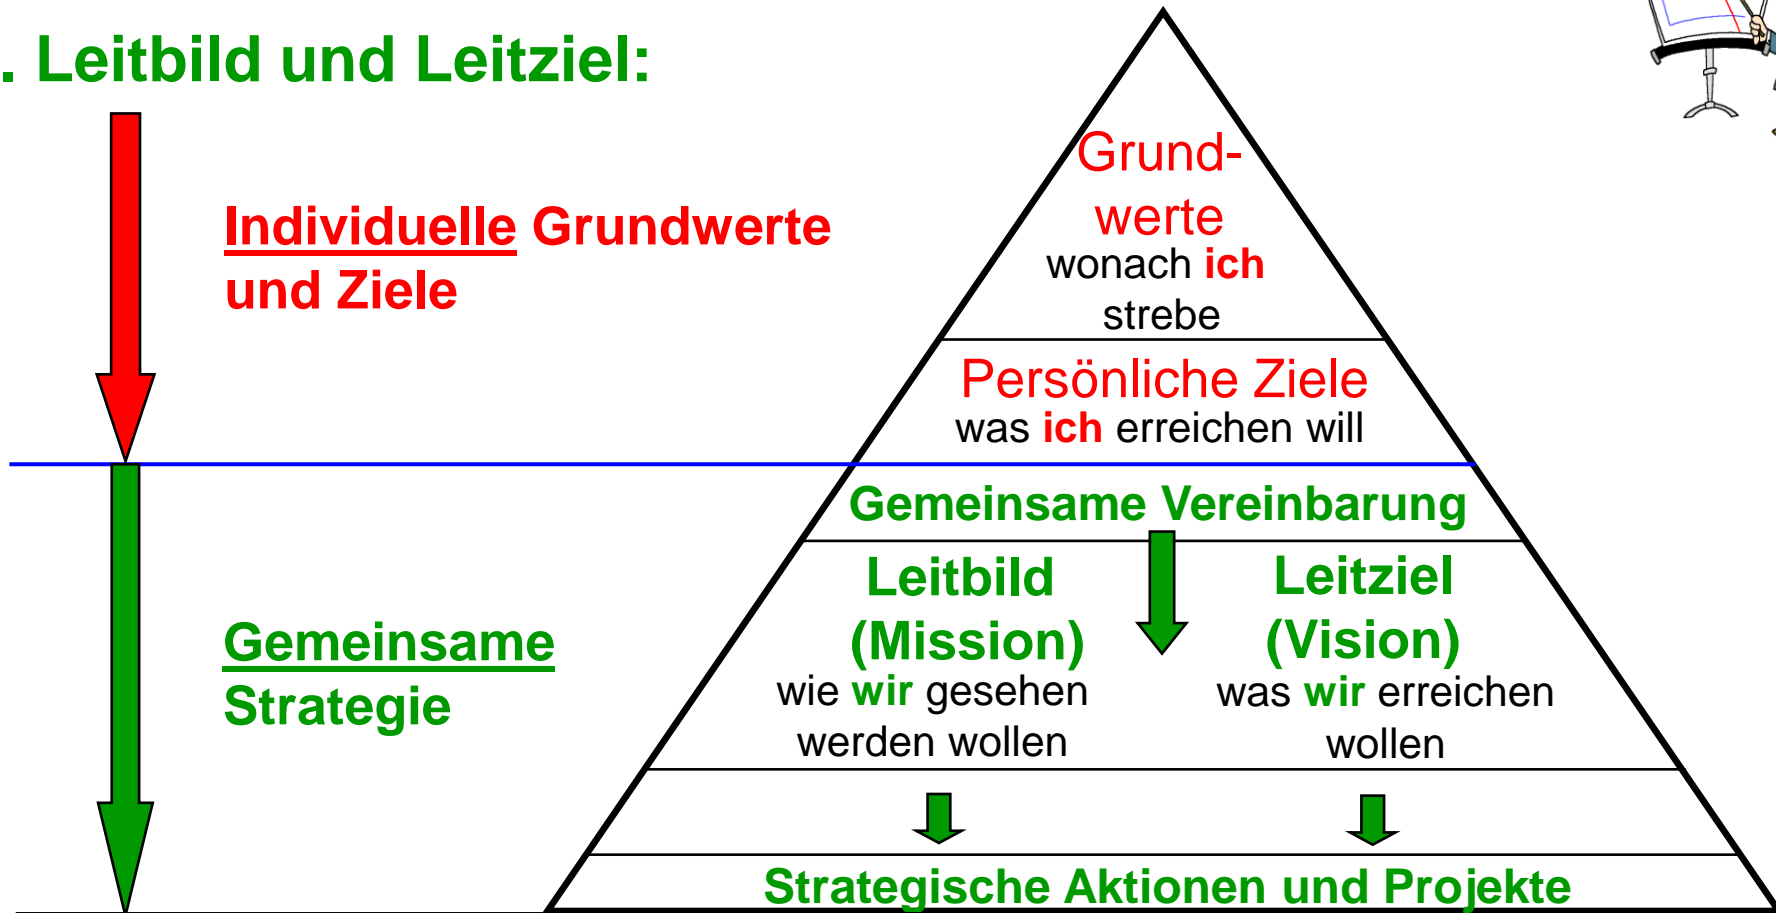 . Leitbild und Leitziel:
Individuelle Grundwerte
und Ziele
Grund-
werte
wonach ich
strebe
Persönliche Ziele
was ich erreichen will
Gemeinsame Vereinbarung
Gemeinsame
Strategie
Leitbild
(Mission)
wie wir gesehen
werden wollen
Leitziel
(Vision)
was wir erreichen
wollen
Strategische Aktionen und Projekte